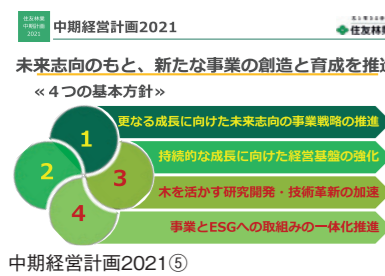 住友林業
中期計画
2021
中期経営計画2021
住友林業
未来志向のもと、新たな事業の創造と育成を推進
≪４つの基本方針≫
1 更なる成長に向けた未来志向の事業戦略の推進
2 持続的な成長に向けた経営基盤の強化
3 木を活かす研究開発・技術革新の加速
4 事業とESGへの取組みの一体化推進
中期経営計画2021⑤